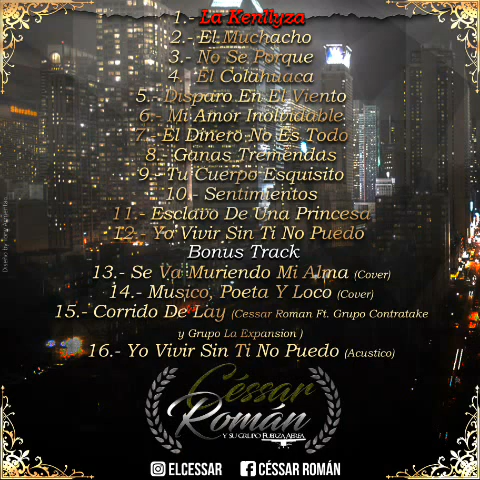 1.- La Kenllyza
2.- El Muchacho
3.- No Se Porque
4.- El Colahuaca
5.- Disparo En El Viento
6.- Mi Amor Inolvidable
7.- El Dinero No Es Todo
8.- Ganas Tremendas
9.- Tu Cuerpo Esquisito
10.- Sentimientos
11.- Esclavo De Una Princesa
12.- Yo Vivir Sin Ti No Puedo
Bonus Track
13.- Se Va Muriendo Mi Alma (Cover)
14.- Musico, Poeta Y Loco (Cover)
15.- Corrido De Lay (Cessar Roman Ft. Grupo Contratake
y Grupo La Expansion )
16.- Yo Vivir Sin Ti No Puedo (Acustico)
Céssar
Román
Y SU GRUPO FUERZA AEREA
ELCESSAR
CÉSSAR ROMÁN
Sheraton